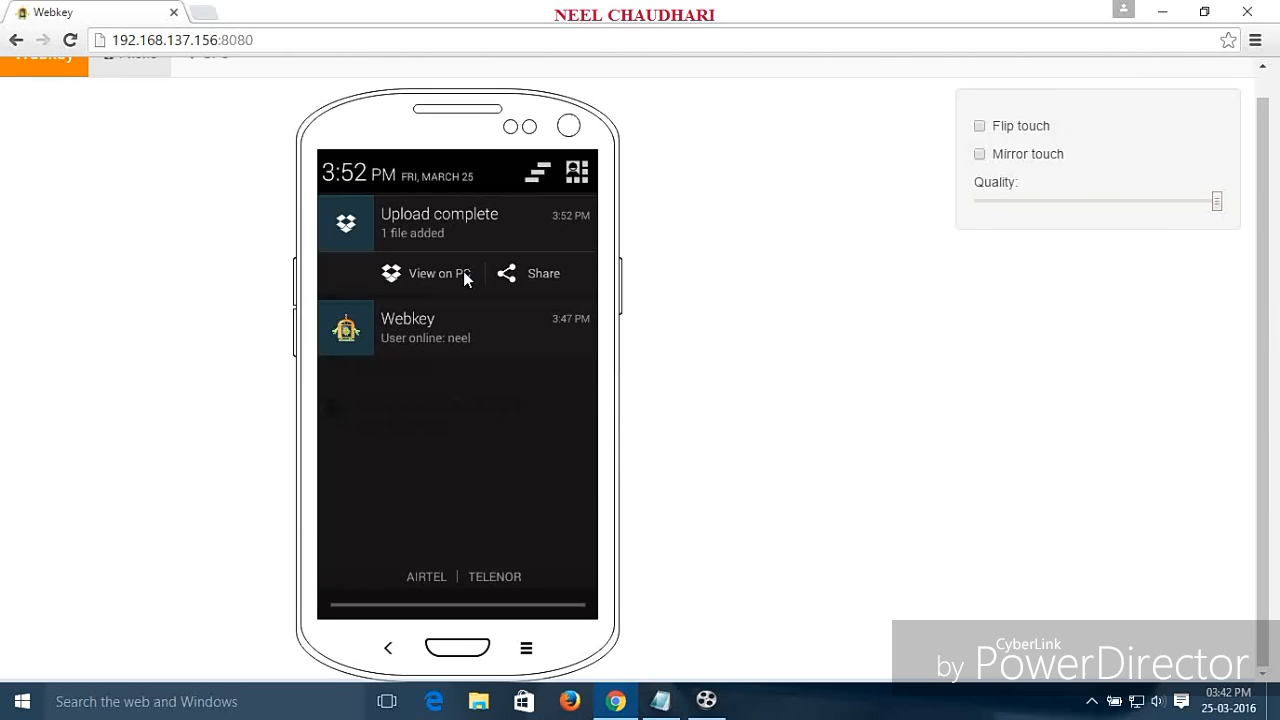 Webkey
NEEL CHAUDHARI
192.168.137.156:8080
Flip touch
Mirror touch
Quality:
3:52 PM FRI, MARCH 25
Upload complete 3:52 PM
1 file added
View on PC Share
Webkey 3:47 PM
User online: neel
AIRTEL | TELENOR
CyberLink
by PowerDirector
Search the web and Windows
03:42 PM
25-03-2016